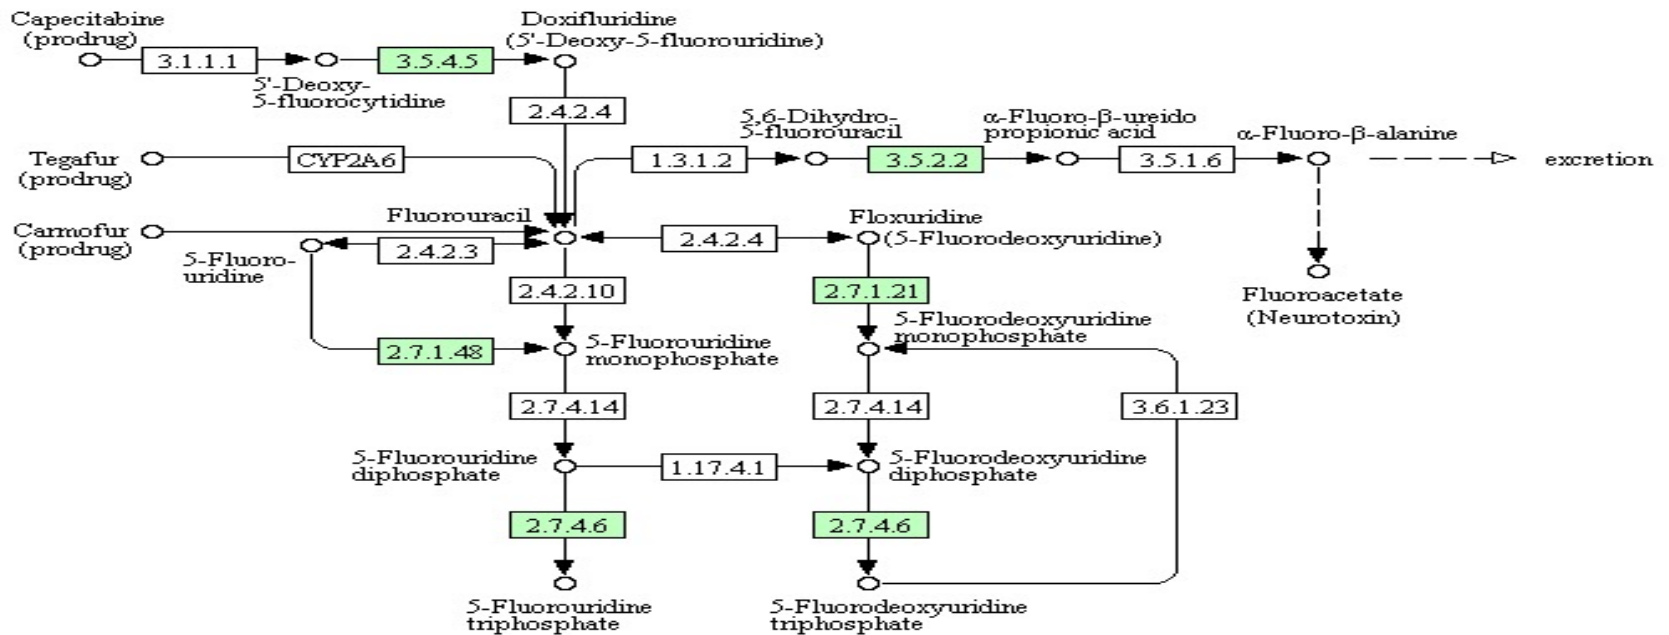 Capecitabine
(prodrug)
3.1.1.1
5'-Deoxy-
5-fluorocytidine
3.5.4.5
Doxifluridine
(5'-Deoxy-5-fluorouridine)
2.4.2.4
Tegafur
(prodrug)
CYP2A6
1.3.1.2
5,6-Dihydro-
5-fluorouracil
3.5.2.2
α-Fluoro-β-ureido
propionic acid
3.5.1.6
α-Fluoro-β-alanine
excretion
Carmofur
(prodrug)
Fluorouracil
5-Fluoro-
uridine
2.4.2.3
2.4.2.4
Floxuridine
(5-Fluorodeoxyuridine)
2.4.2.10
2.7.1.21
Fluoroacetate
(Neurotoxin)
2.7.1.48
5-Fluorouridine
monophosphate
5-Fluorodeoxyuridine
monophosphate
2.7.4.14
2.7.4.14
3.6.1.23
5-Fluorouridine
diphosphate
1.17.4.1
5-Fluorodeoxyuridine
diphosphate
2.7.4.6
2.7.4.6
5-Fluorouridine
triphosphate
5-Fluorodeoxyuridine
triphosphate